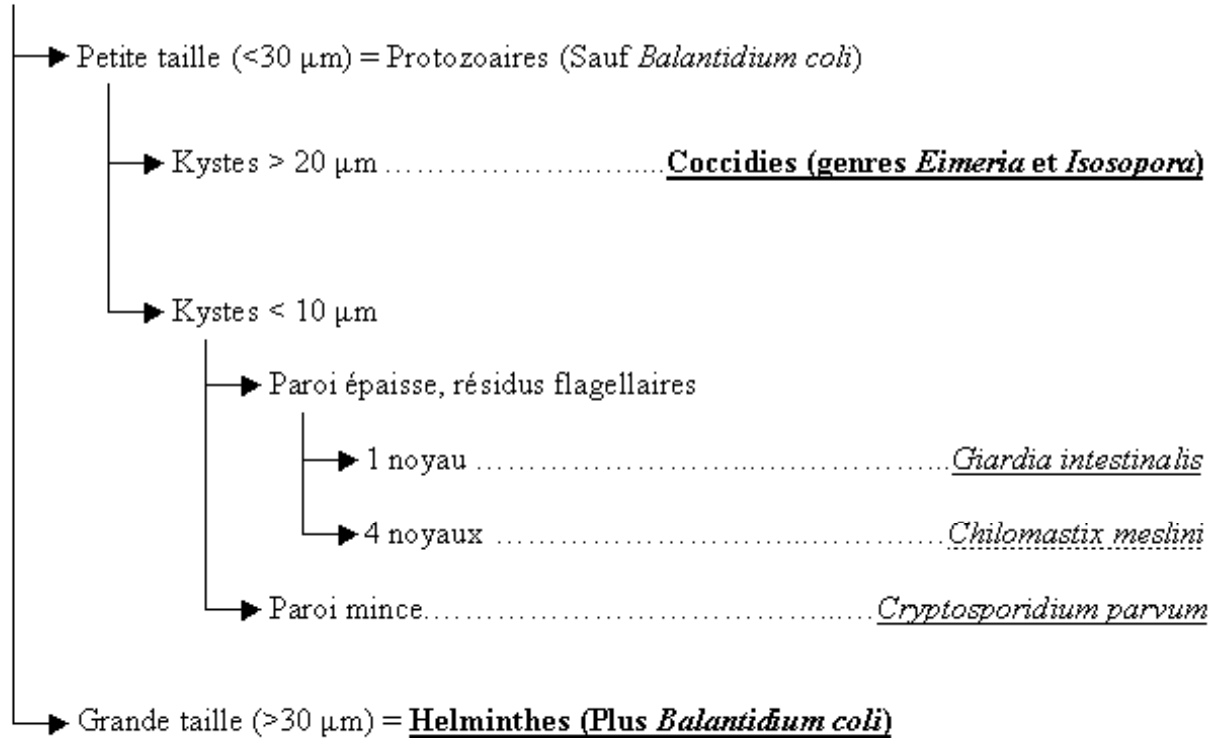 Petite taille (<30 µm) = Protozoaires (Sauf Balantidium coli)
Kystes > 20 µm ........................ Coccidies (genres Eimeria et Isosopora)
Kystes < 10 µm
Paroi épaisse, résidus flagellaires
1 noyau ........................ Giardia intestinalis
4 noyaux ........................ Chilomastix meslini
Paroi mince........................ Cryptosporidium parvum
Grande taille (>30 µm) = Helminthes (Plus Balantidium coli)